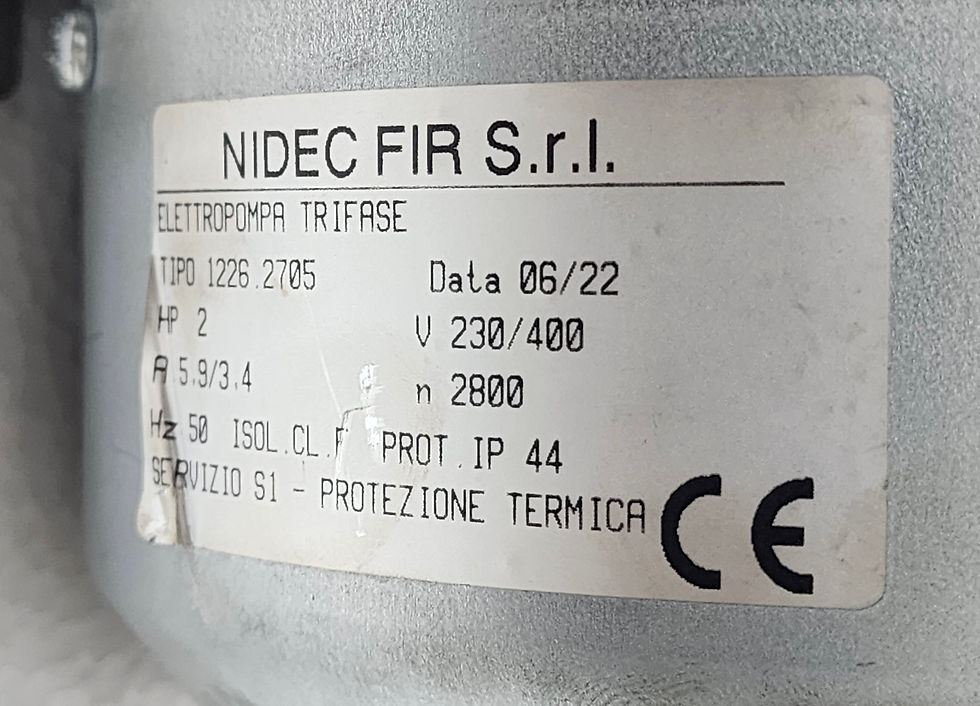 NIDEC FIR S.r.l.
ELETTROPOMPA TRIFASE
TIPO 1226.2705 Data 06/22
HP 2 V 230/400
A 5.9/3.4 n 2800
Hz 50 ISOL.CL.F PROT.IP 44
SERVIZIO S1 - PROTEZIONE TERMICA CE